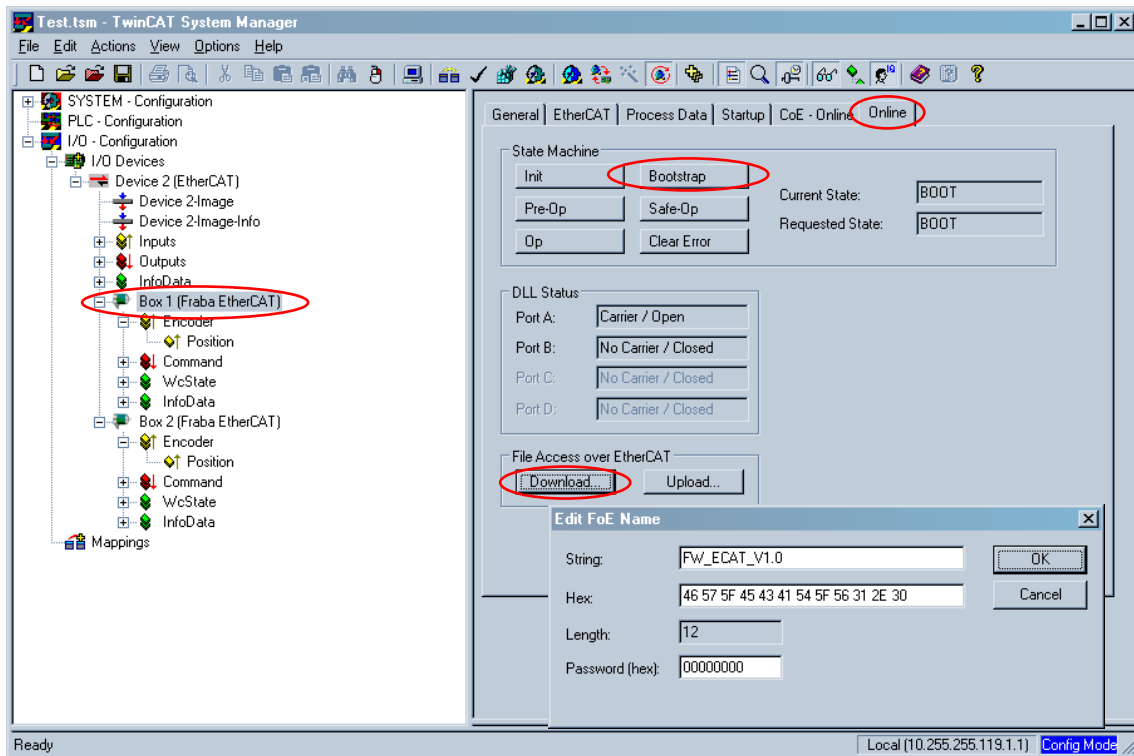 Test.tsm - TwinCAT System Manager
File Edit Actions View Options Help
SYSTEM - Configuration
PLC - Configuration
I/O - Configuration
I/O Devices
Device 2 (EtherCAT)
Device 2-Image
Device 2-Image-Info
Inputs
Outputs
InfoData
Box 1 (Fraba EtherCAT)
Encoder
Position
Command
WcState
InfoData
Box 2 (Fraba EtherCAT)
Encoder
Position
Command
WcState
InfoData
Mappings
General EtherCAT Process Data Startup CoE - Online Online
State Machine
Init Bootstrap
Pre-Op Safe-Op
Op Clear Error
Current State: BOOT
Requested State: BOOT
DLL Status
Port A: Carrier / Open
Port B: No Carrier / Closed
Port C: No Carrier / Closed
Port D: No Carrier / Closed
File Access over EtherCAT
Download... Upload...
Edit FoE Name
String: FW_ECAT_V1.0 OK
Hex: 46 57 5F 45 43 41 54 5F 56 31 2E 30 Cancel
Length: 12
Password (hex): 00000000
Ready Local (10.255.255.119.1.1) Config Mode